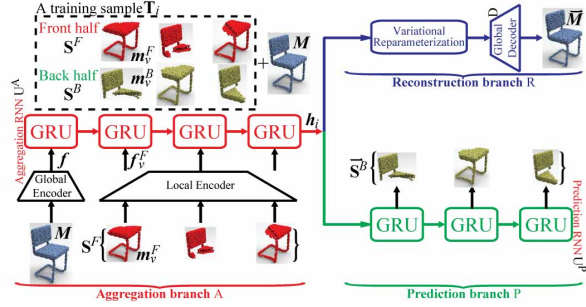 A training sample T_i
Front half
S^F
m_v^F
Back half
S^B
m_v^B
+ M
Aggregation RNN U^A
GRU
GRU
GRU
GRU
h_i
f
f_v^F
Global
Encoder
Local Encoder
M
S^F {
m_v^F
}
Aggregation branch A
Variational
Reparameterization
D
Global
Decoder
M̅
Reconstruction branch R
S⃗^B {
}
GRU
GRU
GRU
Prediction RNN U^P
Prediction branch P